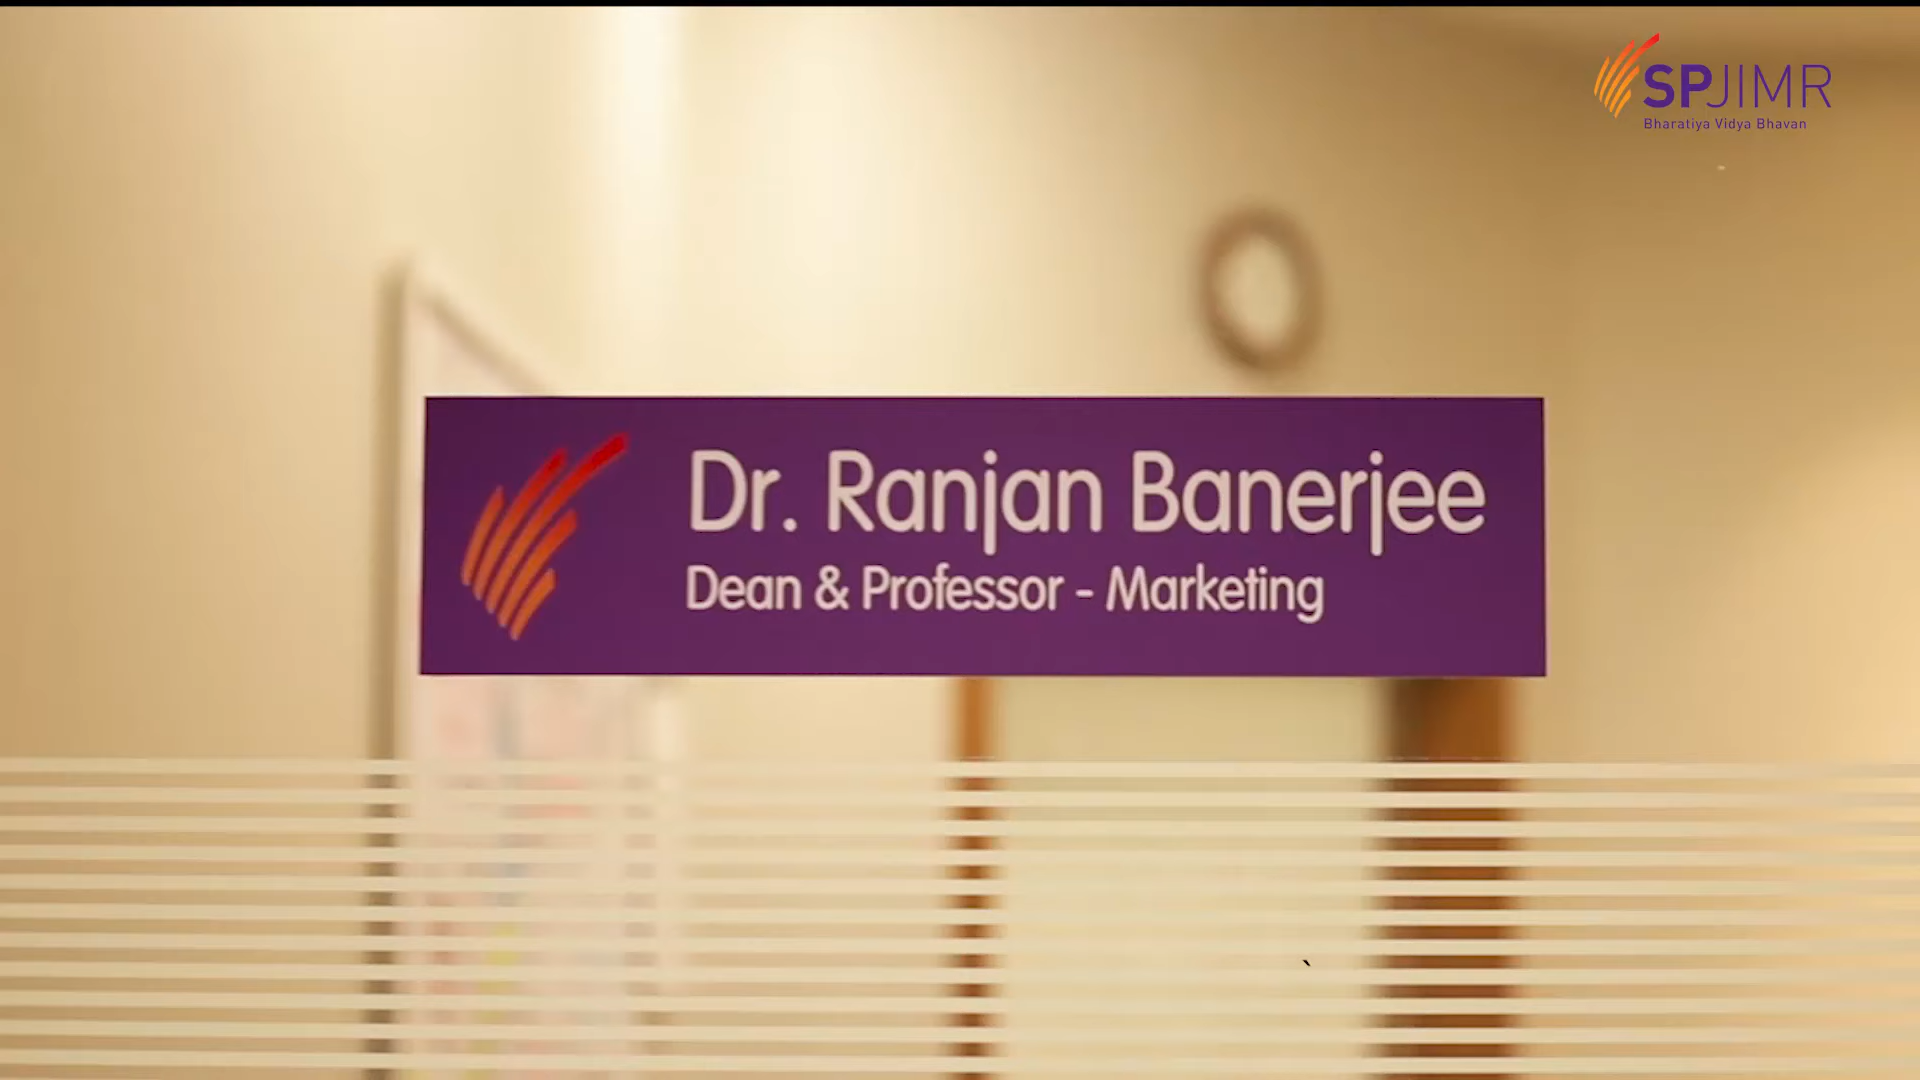 SPJIMR
Bharatiya Vidya Bhavan
Dr. Ranjan Banerjee
Dean & Professor - Marketing